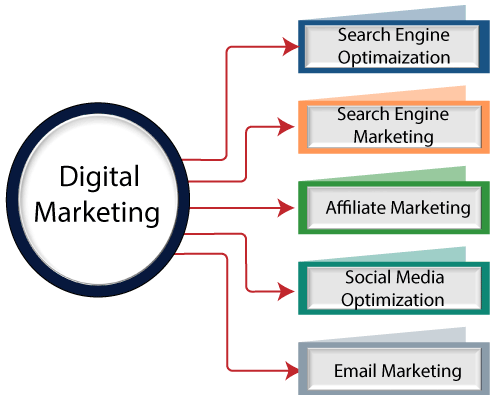 Digital
Marketing
Search Engine
Optimaization
Search Engine
Marketing
Affiliate Marketing
Social Media
Optimization
Email Marketing